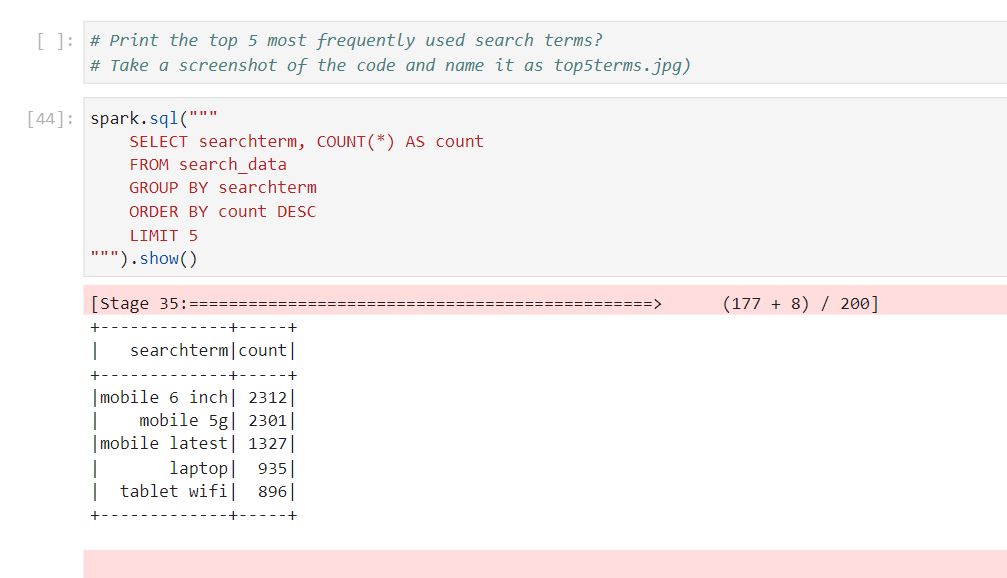 [ ]: # Print the top 5 most frequently used search terms?
# Take a screenshot of the code and name it as top5terms.jpg)
[44]: spark.sql("""
    SELECT searchterm, COUNT(*) AS count
    FROM search_data
    GROUP BY searchterm
    ORDER BY count DESC
    LIMIT 5
""").show()
[Stage 35:===============================================>      (177 + 8) / 200]
+-------------+-----+
|   searchterm|count|
+-------------+-----+
|mobile 6 inch| 2312|
|    mobile 5g| 2301|
|mobile latest| 1327|
|       laptop|  935|
|  tablet wifi|  896|
+-------------+-----+